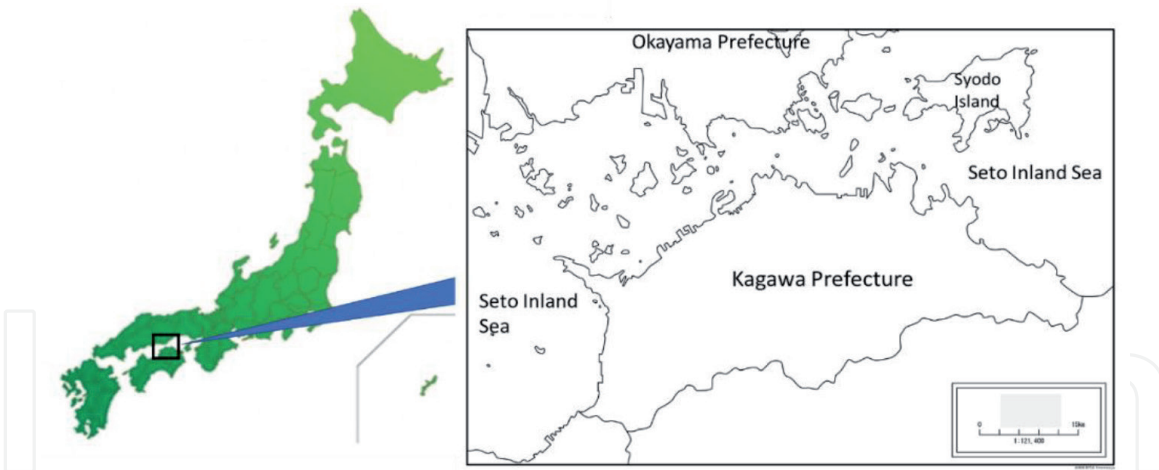 Okayama Prefecture
Syodo
Island
Seto Inland Sea
Kagawa Prefecture
Seto Inland
Sea
0
15km
1:121,400